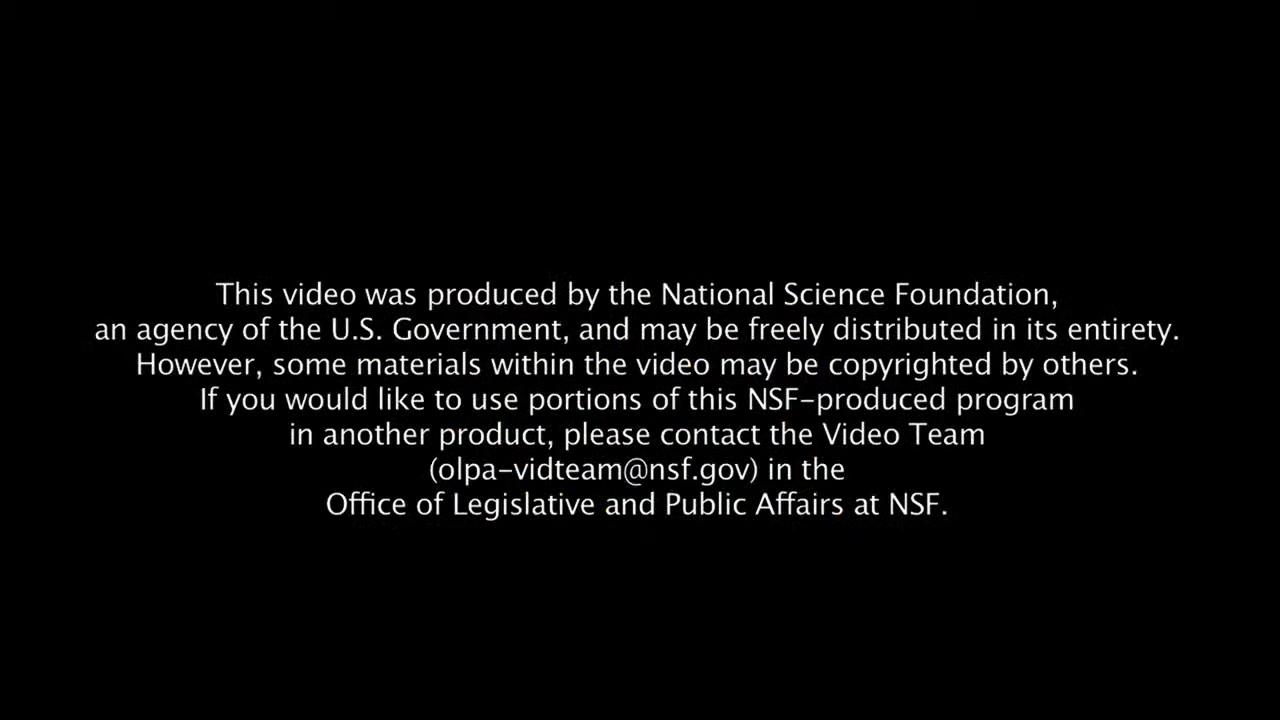 This video was produced by the National Science Foundation,
an agency of the U.S. Government, and may be freely distributed in its entirety.
However, some materials within the video may be copyrighted by others.
If you would like to use portions of this NSF-produced program
in another product, please contact the Video Team
(olpa-vidteam@nsf.gov) in the
Office of Legislative and Public Affairs at NSF.